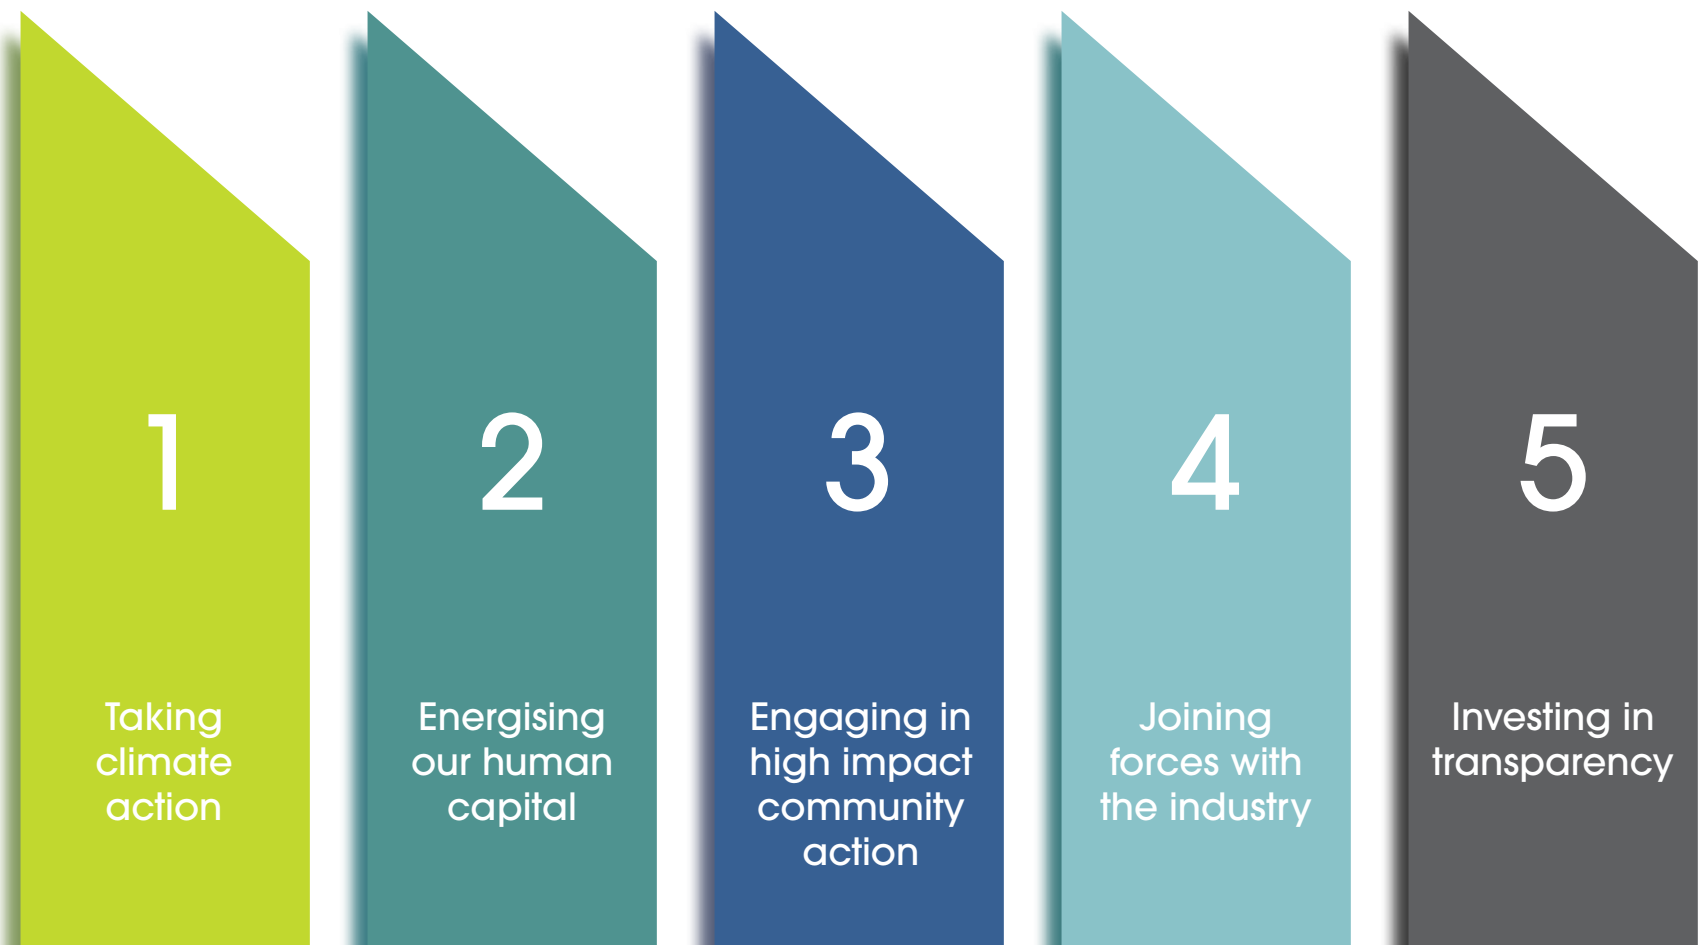 1
Taking
climate
action
2
Energising
our human
capital
3
Engaging in
high impact
community
action
4
Joining
forces with
the industry
5
Investing in
transparency